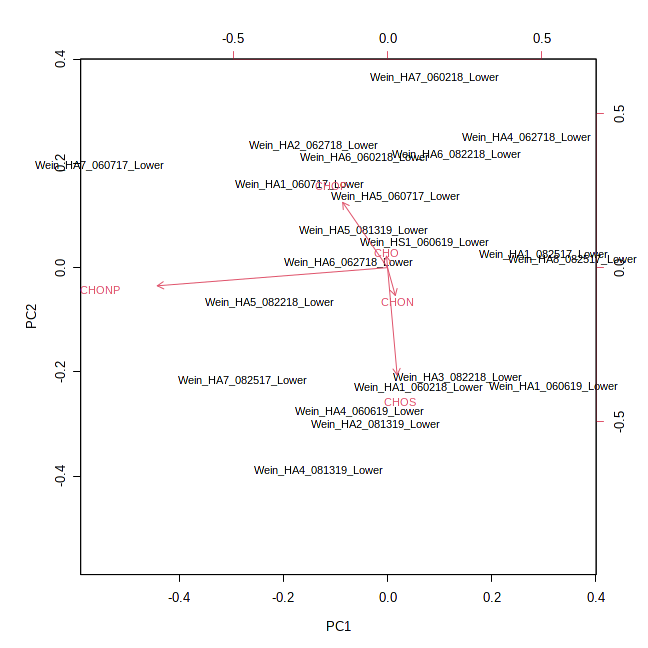 -0.5 0.0 0.5
0.4
Wein_HA7_060218_Lower
0.5
Wein_HA4_062718_Lower
Wein_HA2_062718_Lower
Wein_HA6_060218_Lower
Wein_HA6_082218_Lower
0.2
Wein_HA7_060717_Lower
Wein_HA1_060717_Lower
CHOP
Wein_HA5_060717_Lower
Wein_HA5_081319_Lower
Wein_HS1_060619_Lower
CHO
Wein_HA1_082517_Lower
Wein_HA8_082517_Lower
Wein_HA6_062718_Lower
0.0
0.0
CHONP
CHON
Wein_HA5_082218_Lower
PC2
-0.2
Wein_HA3_082218_Lower
Wein_HA7_082517_Lower
Wein_HA1_060218_Lower
Wein_HA1_060619_Lower
CHOS
Wein_HA4_060619_Lower
Wein_HA2_081319_Lower
-0.5
Wein_HA4_081319_Lower
-0.4
-0.4 -0.2 0.0 0.2 0.4
PC1